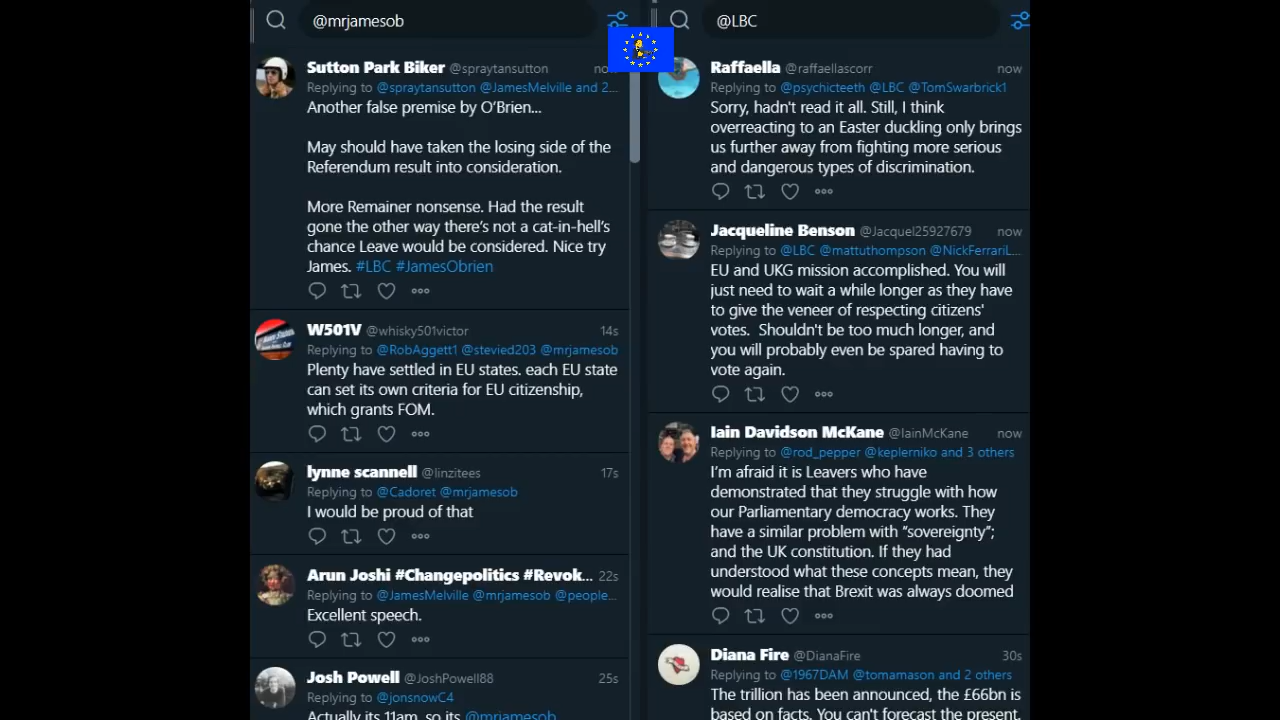 @mrjamesob
Sutton Park Biker @spraytansutton
Replying to @spraytansutton @JamesMelville and 2...
Another false premise by O'Brien...
May should have taken the losing side of the
Referendum result into consideration.
More Remainer nonsense. Had the result
gone the other way there's not a cat-in-hell's
chance Leave would be considered. Nice try
James. #LBC #JamesObrien
W501V @whisky501victor 14s
Replying to @RobAggett1 @stevied203 @mrjamesob
Plenty have settled in EU states. each EU state
can set its own criteria for EU citizenship,
which grants FOM.
lynne scannell @linzitees 17s
Replying to @Cadoret @mrjamesob
I would be proud of that
Arun Joshi #Changepolitics #Revok... 22s
Replying to @JamesMelville @mrjamesob @people...
Excellent speech.
Josh Powell @JoshPowell88 25s
Replying to @jonsnowC4
Actually its 11am, so its @mrjamesob
@LBC
Raffaella @raffaellascorr now
Replying to @psychicteeth @LBC @TomSwarbrick1
Sorry, hadn't read it all. Still, I think
overreacting to an Easter duckling only brings
us further away from fighting more serious
and dangerous types of discrimination.
Jacqueline Benson @Jacquel25927679 now
Replying to @LBC @mattuthompson @NickFerrariL...
EU and UKG mission accomplished. You will
just need to wait a while longer as they have
to give the veneer of respecting citizens'
votes. Shouldn't be too much longer, and
you will probably even be spared having to
vote again.
Iain Davidson McKane @IainMcKane now
Replying to @rod_pepper @keplerniko and 3 others
I'm afraid it is Leavers who have
demonstrated that they struggle with how
our Parliamentary democracy works. They
have a similar problem with "sovereignty";
and the UK constitution. If they had
understood what these concepts mean, they
would realise that Brexit was always doomed
Diana Fire @DianaFire 30s
Replying to @1967DAM @tomamason and 2 others
The trillion has been announced, the £66bn is
based on facts. You can't forecast the present,